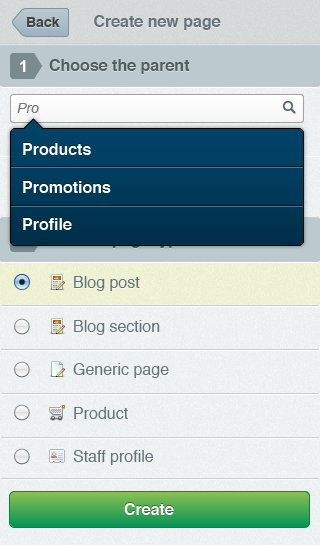 Back
Create new page
1
Choose the parent
Pro
Products
Promotions
Profile
Blog post
Blog section
Generic page
Product
Staff profile
Create